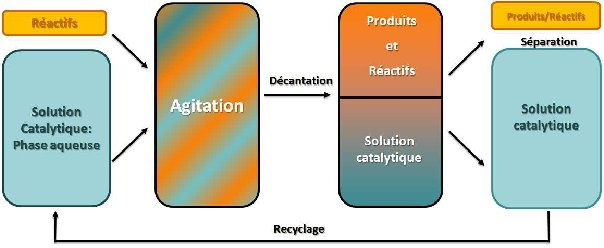 Réactifs
Solution
Catalytique:
Phase aqueuse
Agitation
Décantation
Produits
et
Réactifs
Solution
catalytique
Produits/Réactifs
Séparation
Solution
catalytique
Recyclage